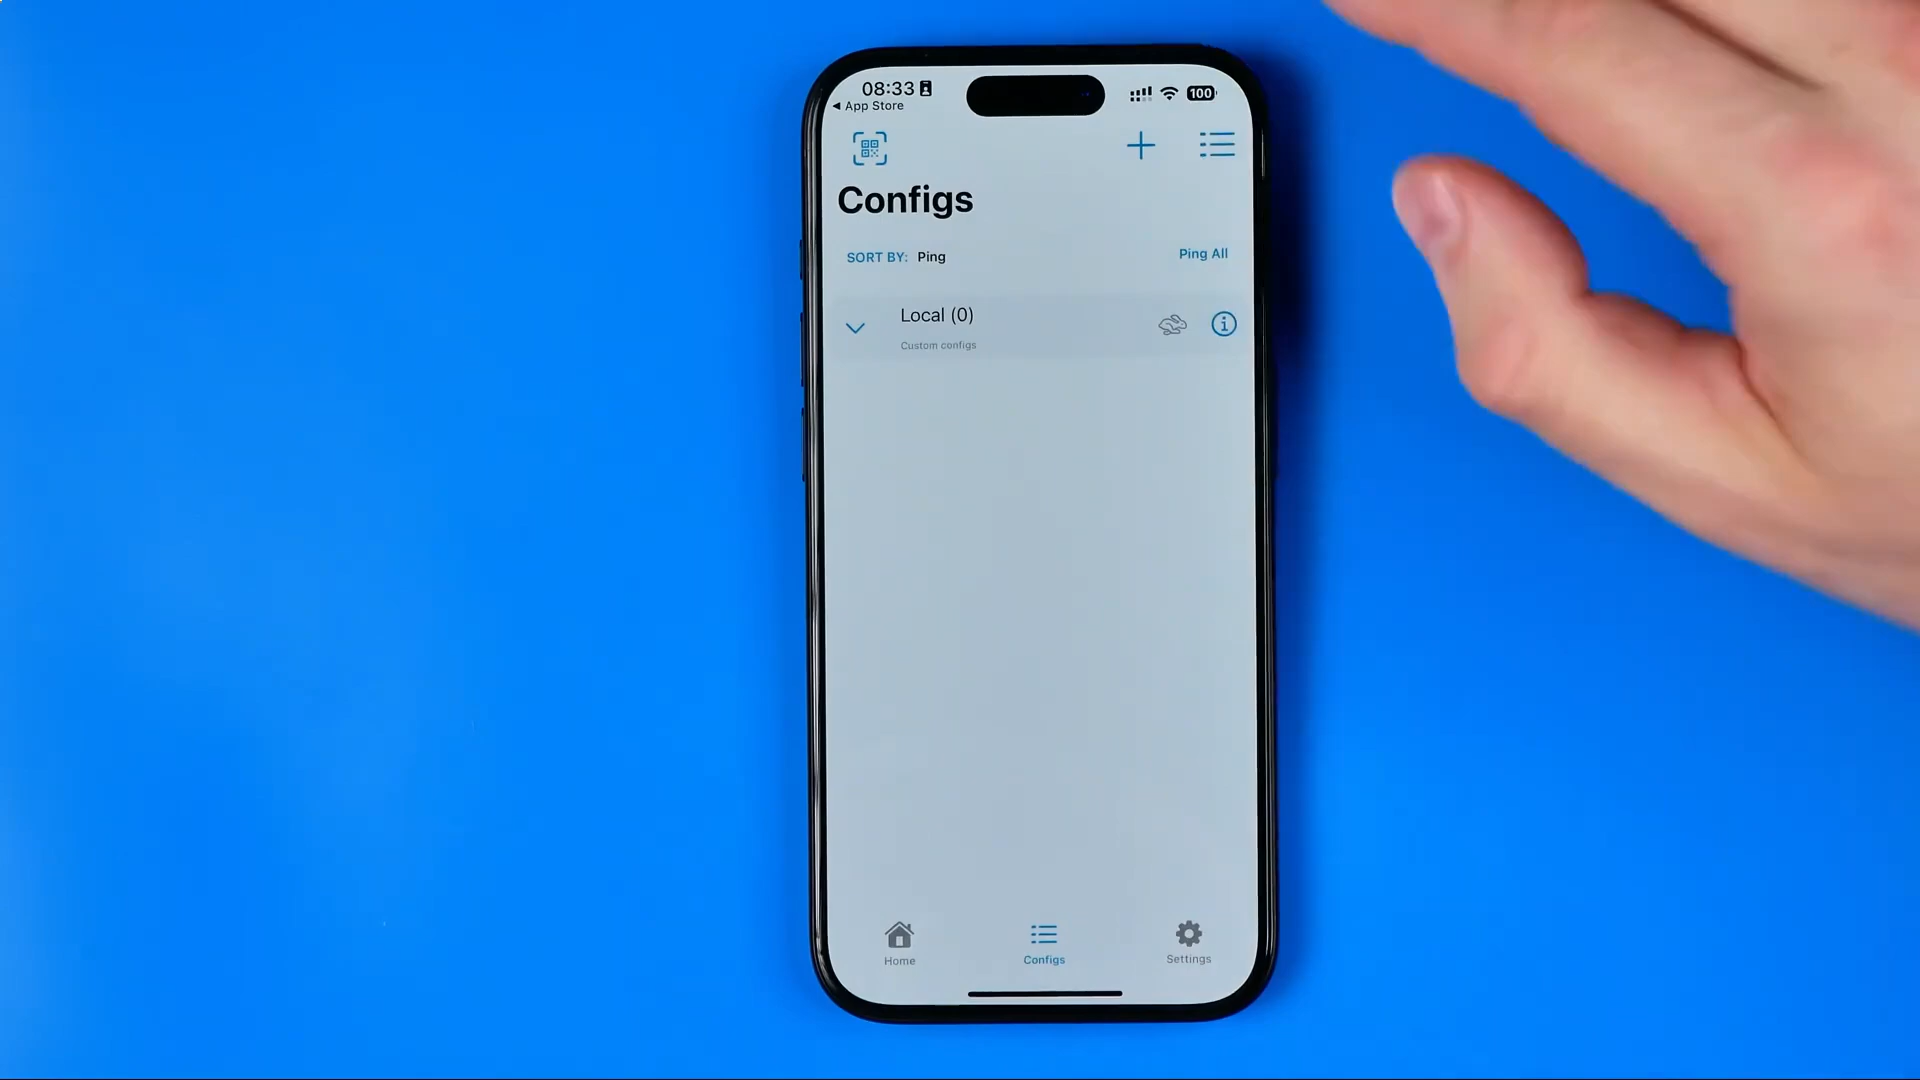 08:33
100
◀ App Store
Configs
SORT BY: Ping
Ping All
Local (0)
Custom configs
Home
Configs
Settings